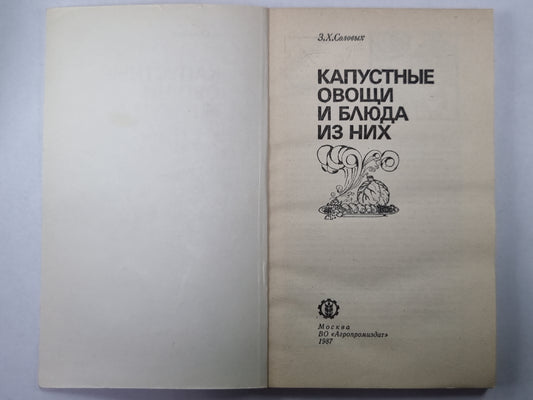 З.Х.Соловых
КАПУСТНЫЕ
ОВОЩИ
И БЛЮДА
ИЗ НИХ
Москва
ВО «Агропромиздат»
1987